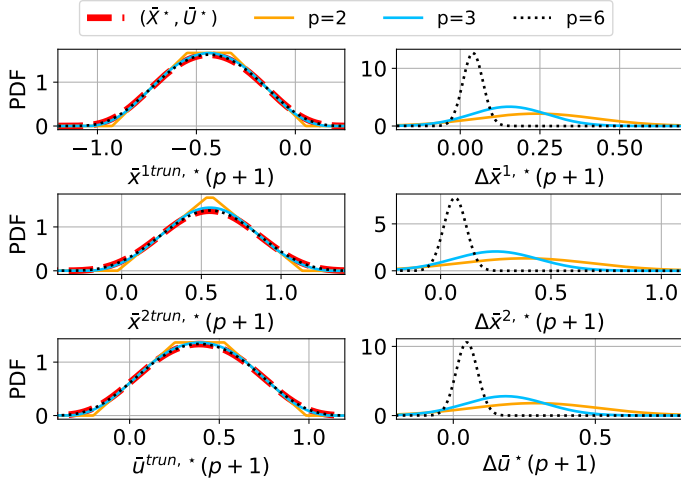 (X̄*, Ū*) p=2 p=3 p=6
PDF
1
0
−1.0 −0.5 0.0
x̄^{1trun, ⋆}(p + 1)
10
0
0.00 0.25 0.50
Δx̄^{1, ⋆}(p + 1)
PDF
1
0
0.0 0.5 1.0
x̄^{2trun, ⋆}(p + 1)
5
0
0.0 0.5 1.0
Δx̄^{2, ⋆}(p + 1)
PDF
1
0
0.0 0.5 1.0
ū^{trun, ⋆}(p + 1)
10
0
0.0 0.5
Δū^{⋆}(p + 1)